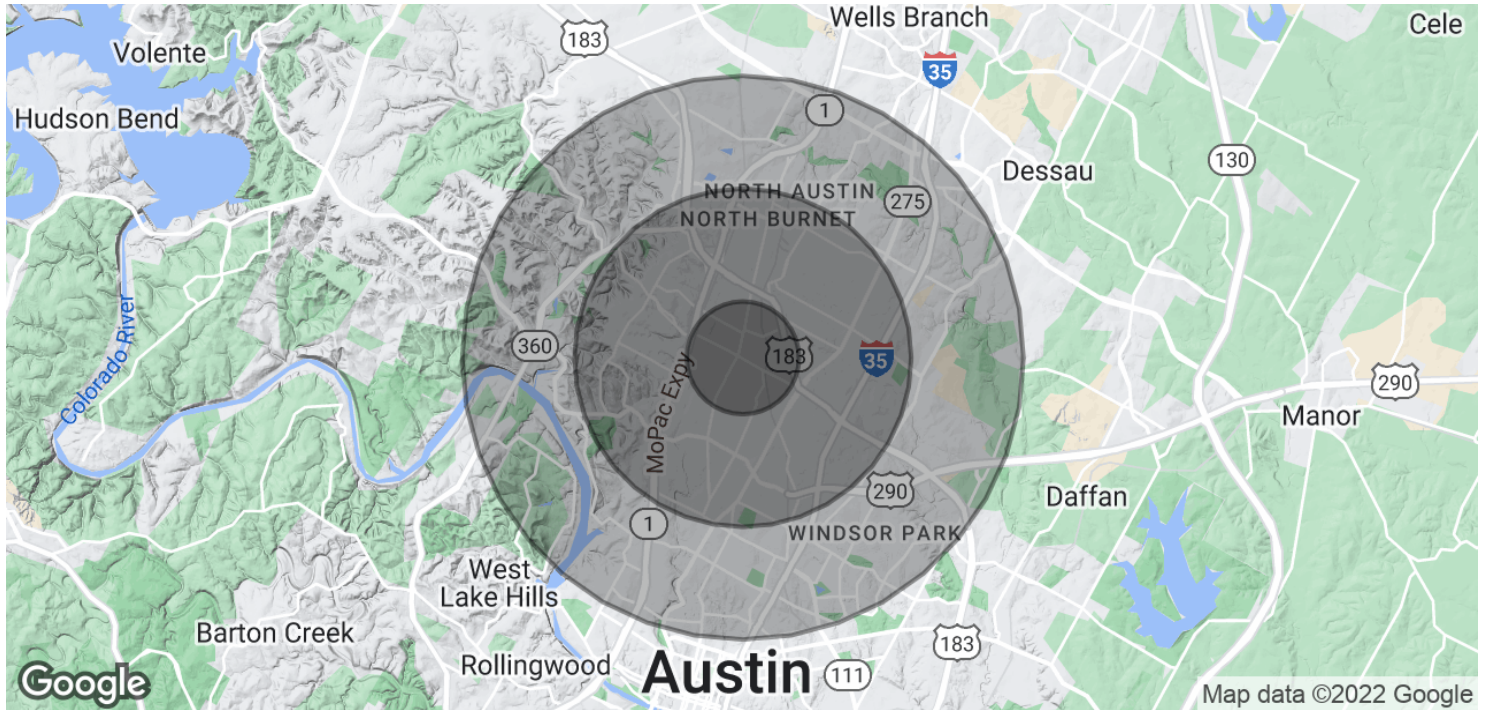 Wells Branch
Cele
183
Volente
35
Hudson Bend
1
130
Dessau
NORTH AUSTIN
275
NORTH BURNET
360
183
35
Colorado River
MoPac Expy
290
Manor
290
Daffan
1
WINDSOR PARK
West
Lake Hills
Barton Creek
183
Rollingwood
Austin
111
Google
Map data ©2022 Google